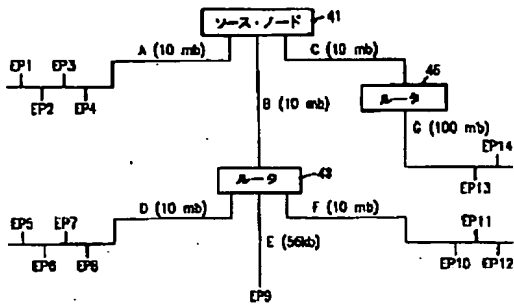 ソース・ノード 41
A (10 mb) C (10 mb)
EP1 EP3
EP2 EP4
B (10 mb)
ルータ 45
G (100 mb)
EP14
EP13
ルータ 43
D (10 mb) F (10 mb)
EP5 EP7
EP6 EP8
E (56kb)
EP11
EP10 EP12
EP9